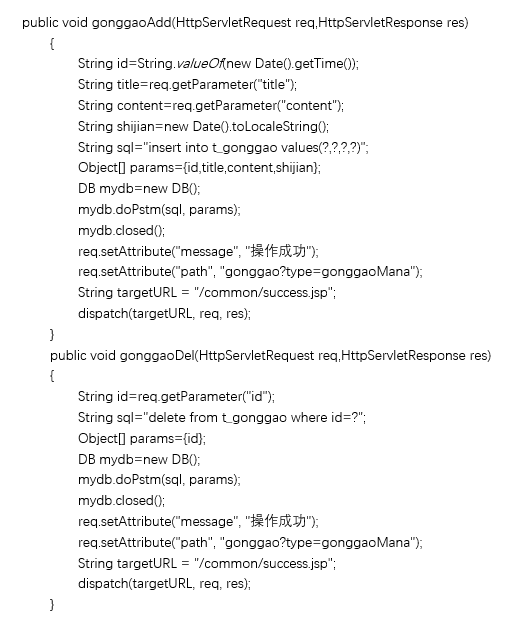 public void gonggaoAdd(HttpServletRequest req,HttpServletResponse res)
{
String id=String.valueOf(new Date().getTime());
String title=req.getParameter("title");
String content=req.getParameter("content");
String shijian=new Date().toLocaleString();
String sql="insert into t_gonggao values(?,?,?,?)";
Object[] params={id,title,content,shijian};
DB mydb=new DB();
mydb.doPstm(sql, params);
mydb.closed();
req.setAttribute("message", "操作成功");
req.setAttribute("path", "gonggao?type=gonggaoMana");
String targetURL = "/common/success.jsp";
dispatch(targetURL, req, res);
}
public void gonggaoDel(HttpServletRequest req,HttpServletResponse res)
{
String id=req.getParameter("id");
String sql="delete from t_gonggao where id=?";
Object[] params={id};
DB mydb=new DB();
mydb.doPstm(sql, params);
mydb.closed();
req.setAttribute("message", "操作成功");
req.setAttribute("path", "gonggao?type=gonggaoMana");
String targetURL = "/common/success.jsp";
dispatch(targetURL, req, res);
}